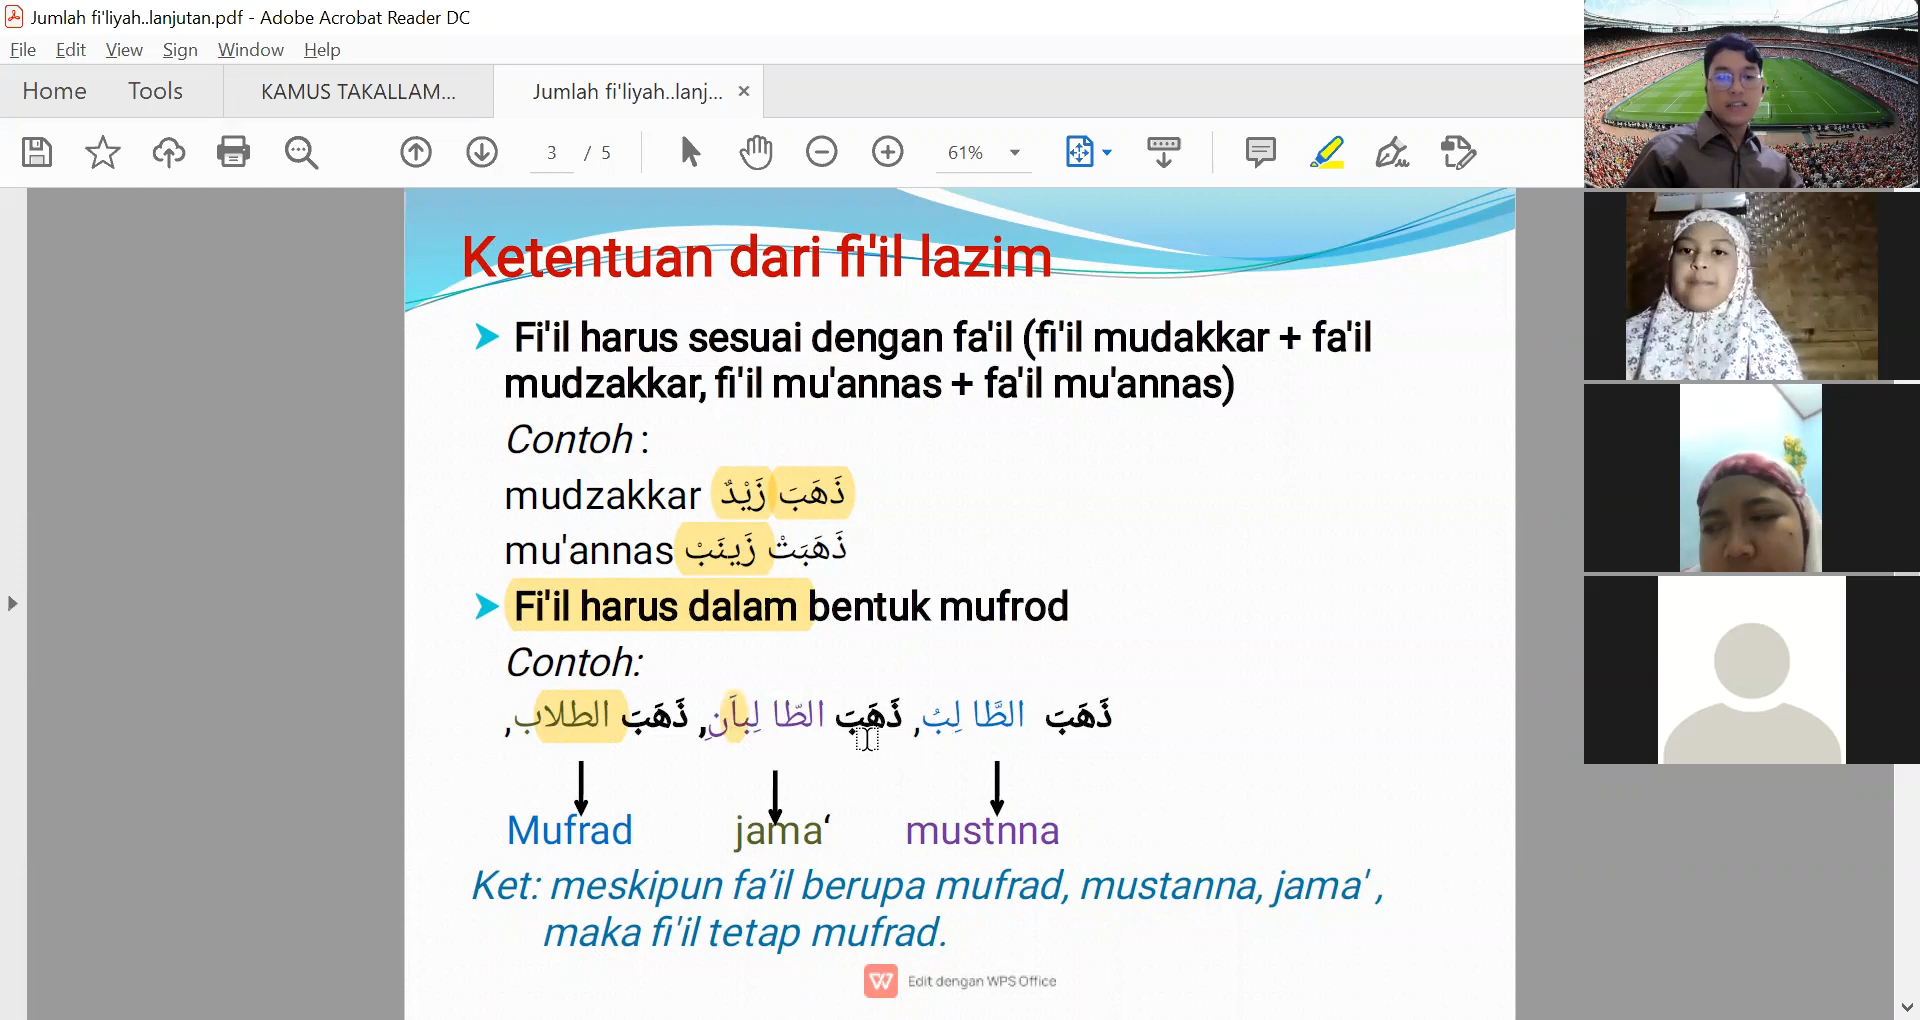 Jumlah fi'liyah..lanjutan.pdf - Adobe Acrobat Reader DC
File Edit View Sign Window Help
Home Tools KAMUS TAKALLAM... Jumlah fi'liyah..lanj... ×
3 / 5 61%
Ketentuan dari fi'il lazim
Fi'il harus sesuai dengan fa'il (fi'il mudakkar + fa'il
mudzakkar, fi'il mu'annas + fa'il mu'annas)
Contoh :
mudzakkar ذَهَبَ زَيْدٌ
mu'annas ذَهَبَتْ زَينَبْ
Fi'il harus dalam bentuk mufrod
Contoh:
ذَهَبَ الطَّا لِبُ, ذَهَبَ الطّا لِبَاَنِ, ذَهَبَ الطلاب,
Mufrad jama‘ mustnna
Ket: meskipun fa’il berupa mufrad, mustanna, jama' ,
maka fi'il tetap mufrad.
Edit dengan WPS Office